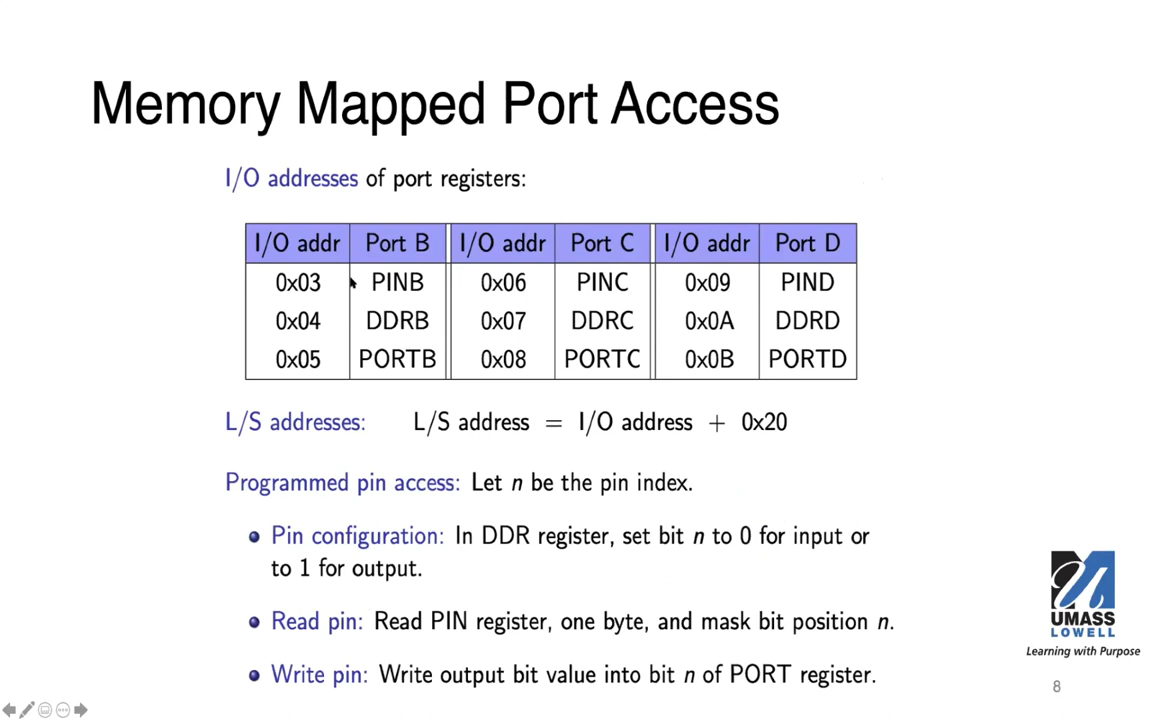 Memory Mapped Port Access
I/O addresses of port registers:
I/O addr Port B I/O addr Port C I/O addr Port D
0x03 PINB 0x06 PINC 0x09 PIND
0x04 DDRB 0x07 DDRC 0x0A DDRD
0x05 PORTB 0x08 PORTC 0x0B PORTD
L/S addresses: L/S address = I/O address + 0x20
Programmed pin access: Let n be the pin index.
Pin configuration: In DDR register, set bit n to 0 for input or
to 1 for output.
Read pin: Read PIN register, one byte, and mask bit position n.
Write pin: Write output bit value into bit n of PORT register.
UMASS
LOWELL
Learning with Purpose
8